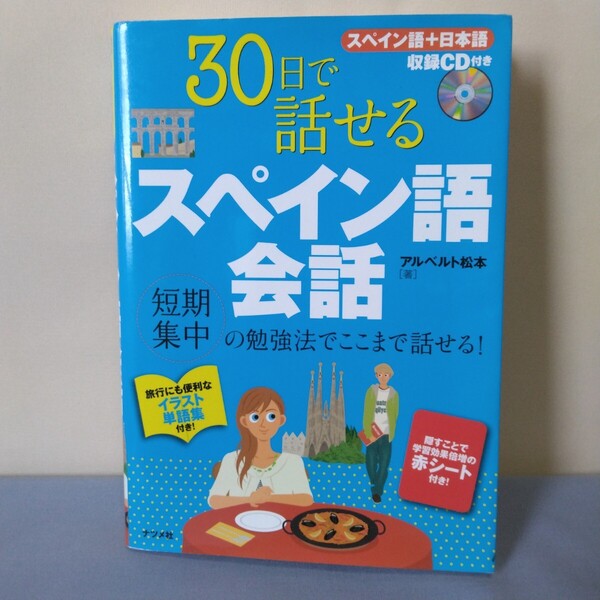 スペイン語+日本語
収録CD付き
30日で
話せる
スペイン語
会話
アルベルト松本
[著]
短期
集中
の勉強法でここまで話せる!
旅行にも便利な
イラスト
単語集
付き!
隠すことで
学習効果倍増の
赤シート
付き!
ナツメ社